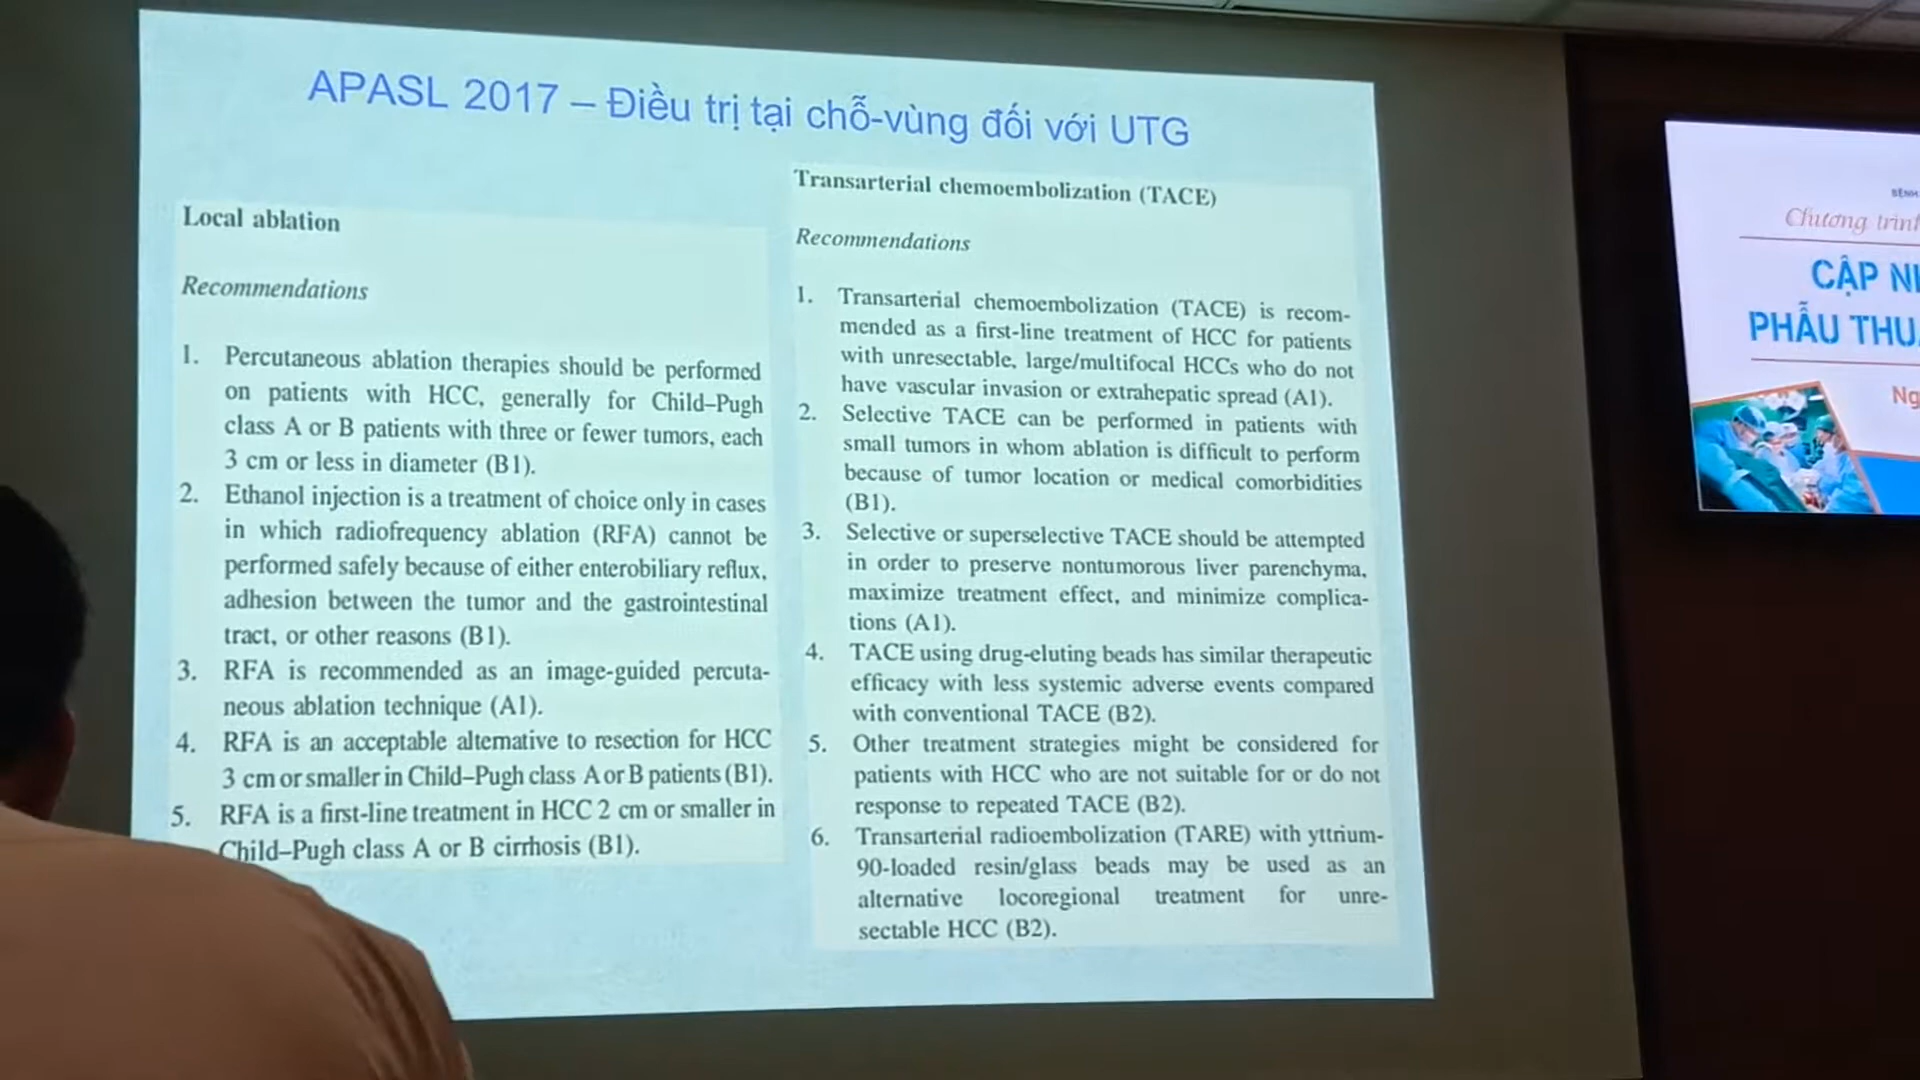 APASL 2017 – Điều trị tại chỗ-vùng đối với UTG
Local ablation
Recommendations
1. Percutaneous ablation therapies should be performed
on patients with HCC, generally for Child–Pugh
class A or B patients with three or fewer tumors, each
3 cm or less in diameter (B1).
2. Ethanol injection is a treatment of choice only in cases
in which radiofrequency ablation (RFA) cannot be
performed safely because of either enterobiliary reflux,
adhesion between the tumor and the gastrointestinal
tract, or other reasons (B1).
3. RFA is recommended as an image-guided percuta-
neous ablation technique (A1).
4. RFA is an acceptable alternative to resection for HCC
3 cm or smaller in Child–Pugh class A or B patients (B1).
5. RFA is a first-line treatment in HCC 2 cm or smaller in
Child–Pugh class A or B cirrhosis (B1).
Transarterial chemoembolization (TACE)
Recommendations
1. Transarterial chemoembolization (TACE) is recom-
mended as a first-line treatment of HCC for patients
with unresectable, large/multifocal HCCs who do not
have vascular invasion or extrahepatic spread (A1).
2. Selective TACE can be performed in patients with
small tumors in whom ablation is difficult to perform
because of tumor location or medical comorbidities
(B1).
3. Selective or superselective TACE should be attempted
in order to preserve nontumorous liver parenchyma,
maximize treatment effect, and minimize complica-
tions (A1).
4. TACE using drug-eluting beads has similar therapeutic
efficacy with less systemic adverse events compared
with conventional TACE (B2).
5. Other treatment strategies might be considered for
patients with HCC who are not suitable for or do not
response to repeated TACE (B2).
6. Transarterial radioembolization (TARE) with yttrium-
90-loaded resin/glass beads may be used as an
alternative locoregional treatment for unre-
sectable HCC (B2).
BỆNH
Chương trình
CẬP N
PHẪU THU
Ng